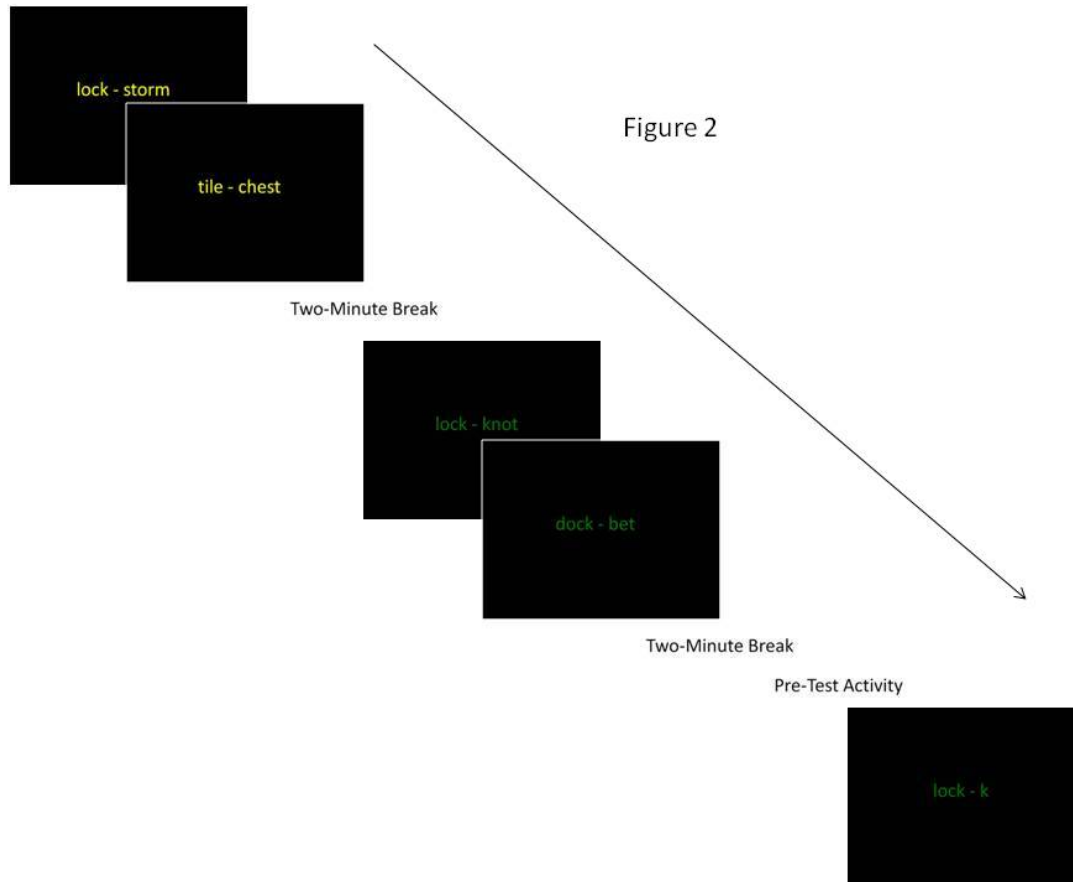 lock - storm
Figure 2
tile - chest
Two-Minute Break
lock - knot
dock - bet
Two-Minute Break
Pre-Test Activity
lock - k